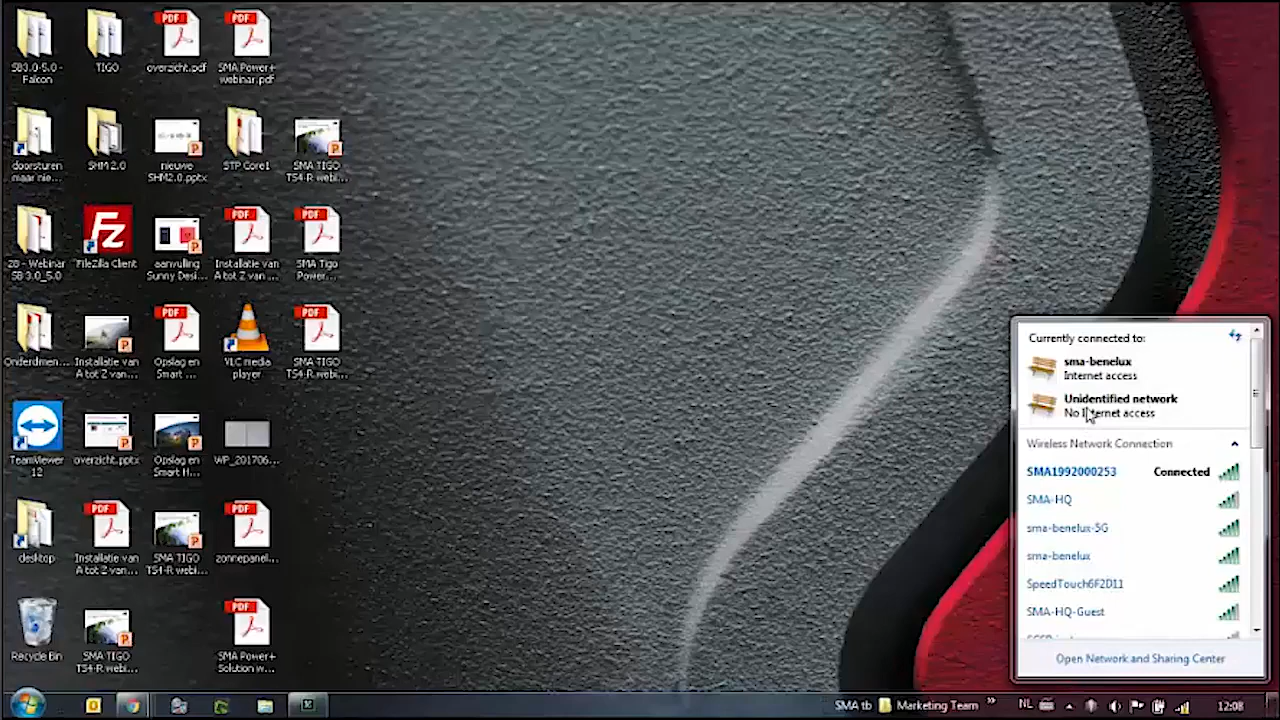 SB3.0-5.0 -
Falcon
TIGO
overzicht.pdf
SMA Power+
webinar.pdf
doorsturen
naar nie...
SHM 2.0
nieuwe
SHM2.0.pptx
STP Core1
SMA TIGO
TS4-R webi...
28 - Webinar
SB 3.0_5.0
FileZilla Client
aanvulling
Sunny Desi...
Installatie van
A tot Z van ...
SMA Tigo
Power...
Onderdmen...
Installatie van
A tot Z van...
Opslag en
Smart ...
VLC media
player
SMA TIGO
TS4-R webi...
TeamViewer
12
overzicht.pptx
Opslag en
Smart H...
WP_201706...
desktop
Installatie van
A tot Z van...
SMA TIGO
TS4-R webi...
zonnepanel...
Recycle Bin
SMA TIGO
TS4-R webi...
SMA Power+
Solution w...
Currently connected to:
sma-benelux
Internet access
Unidentified network
No Internet access
Wireless Network Connection
SMA1992000253 Connected
SMA-HQ
sma-benelux-5G
sma-benelux
SpeedTouch6F2D11
SMA-HQ-Guest
Open Network and Sharing Center
SMA tb Marketing Team » NL 12:08